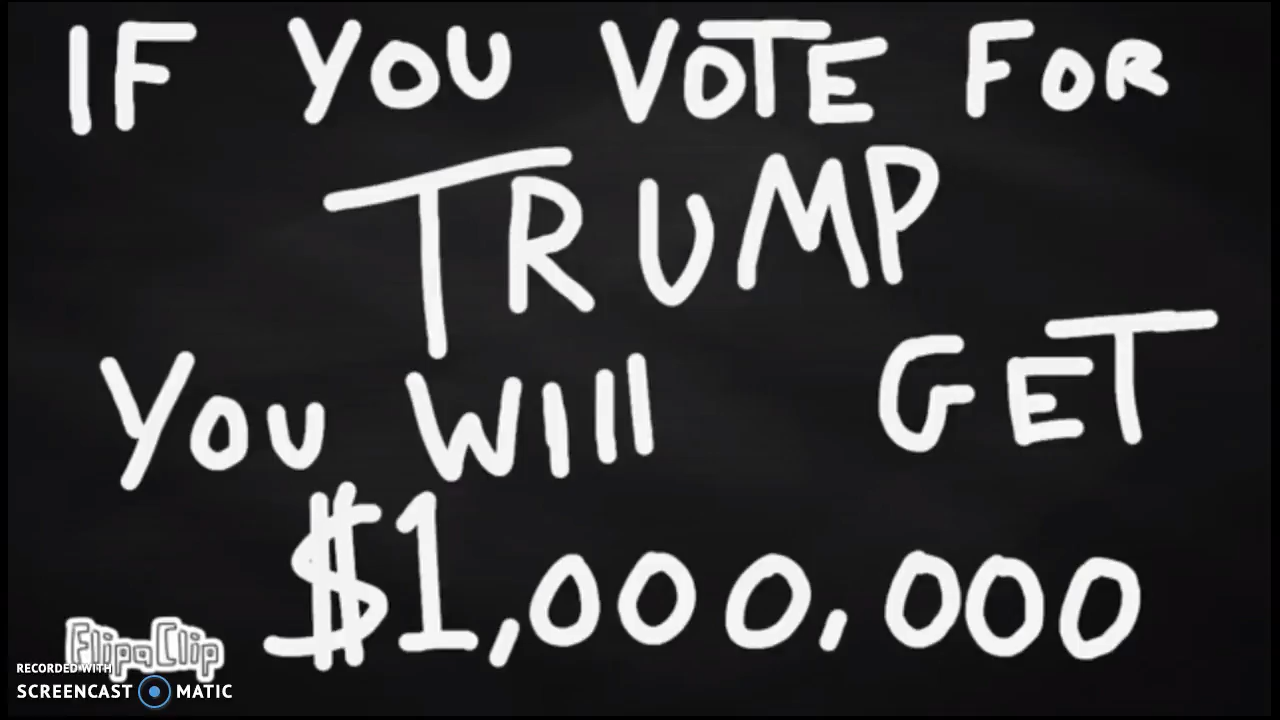 IF YOU VOTE FOR
TRUMP
YOU WIll GET
$1,000,000
FlipaClip
RECORDED WITH
SCREENCAST MATIC